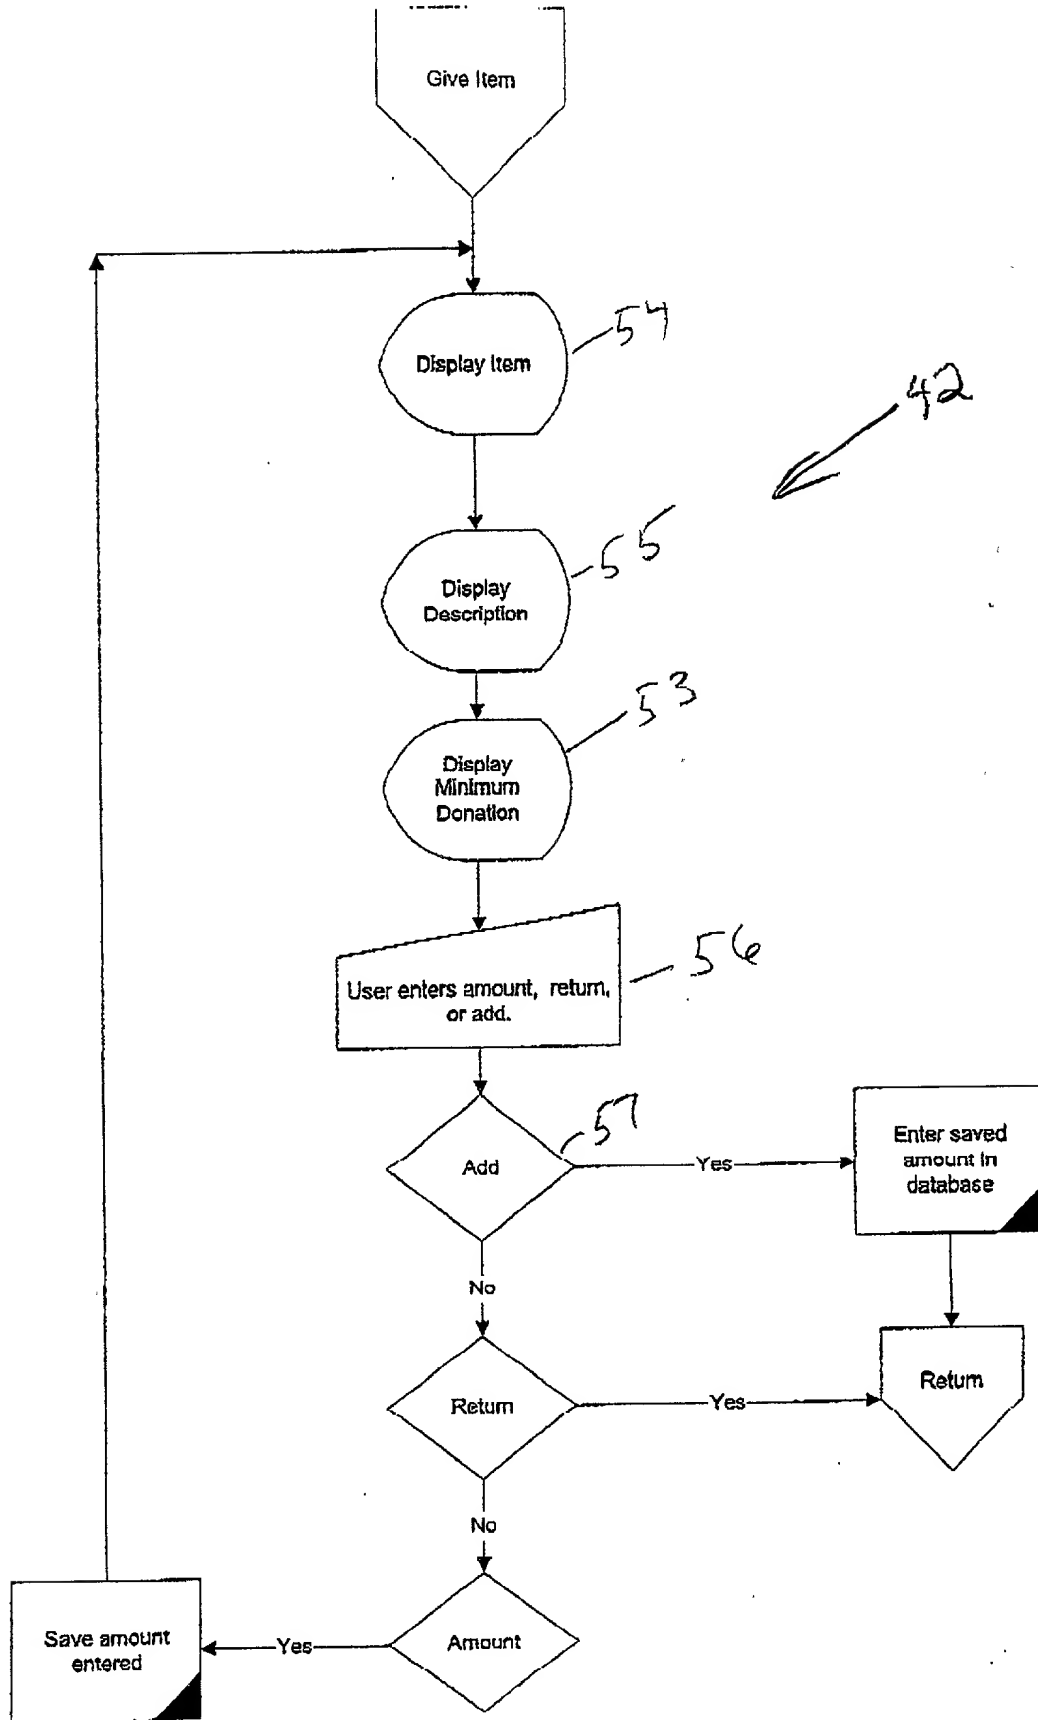 Give Item
Display Item
54
42
Display
Description
55
53
Display
Minimum
Donation
User enters amount, return,
or add.
56
57
Add
Yes
Enter saved
amount in
database
No
Return
Yes
Return
No
Amount
Yes
Save amount
entered